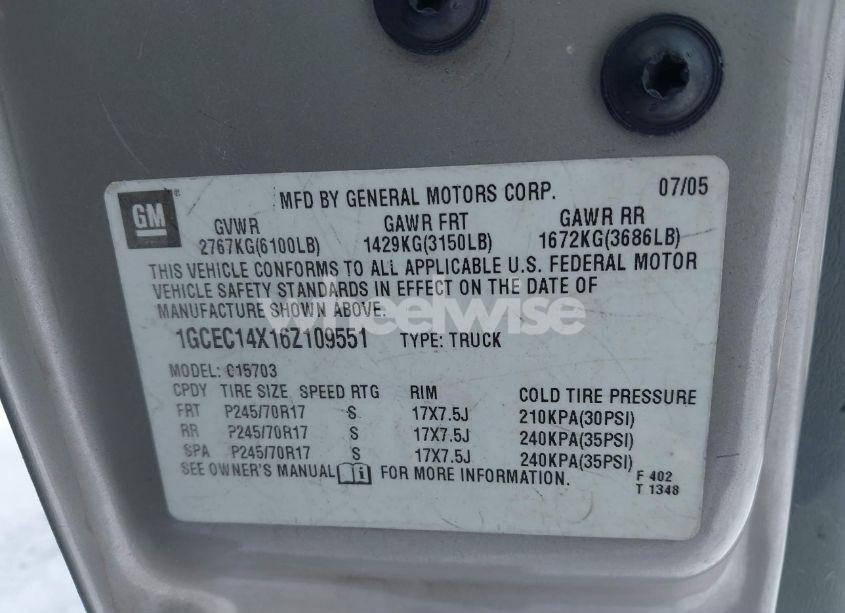 GM
MFD BY GENERAL MOTORS CORP. 07/05
GVWR GAWR FRT GAWR RR
2767KG(6100LB) 1429KG(3150LB) 1672KG(3686LB)
THIS VEHICLE CONFORMS TO ALL APPLICABLE U.S. FEDERAL MOTOR
VEHICLE SAFETY STANDARDS IN EFFECT ON THE DATE OF
MANUFACTURE SHOWN ABOVE.
wheelwise
1GCEC14X16Z109551 TYPE: TRUCK
MODEL: C15703
CPDY TIRE SIZE SPEED RTG RIM COLD TIRE PRESSURE
FRT P245/70R17 S 17X7.5J 210KPA(30PSI)
RR P245/70R17 S 17X7.5J 240KPA(35PSI)
SPA P245/70R17 S 17X7.5J 240KPA(35PSI)
SEE OWNER'S MANUAL FOR MORE INFORMATION.
F 402
T 1348